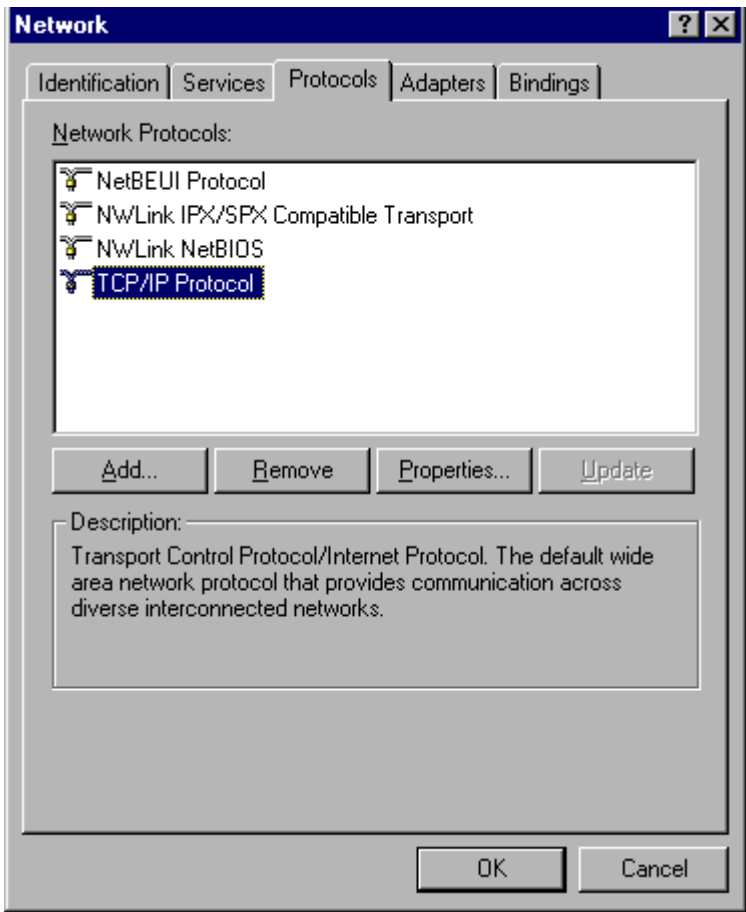 Network
Identification Services Protocols Adapters Bindings
Network Protocols:
NetBEUI Protocol
NWLink IPX/SPX Compatible Transport
NWLink NetBIOS
TCP/IP Protocol
Add... Remove Properties... Update
Description:
Transport Control Protocol/Internet Protocol. The default wide
area network protocol that provides communication across
diverse interconnected networks.
OK Cancel